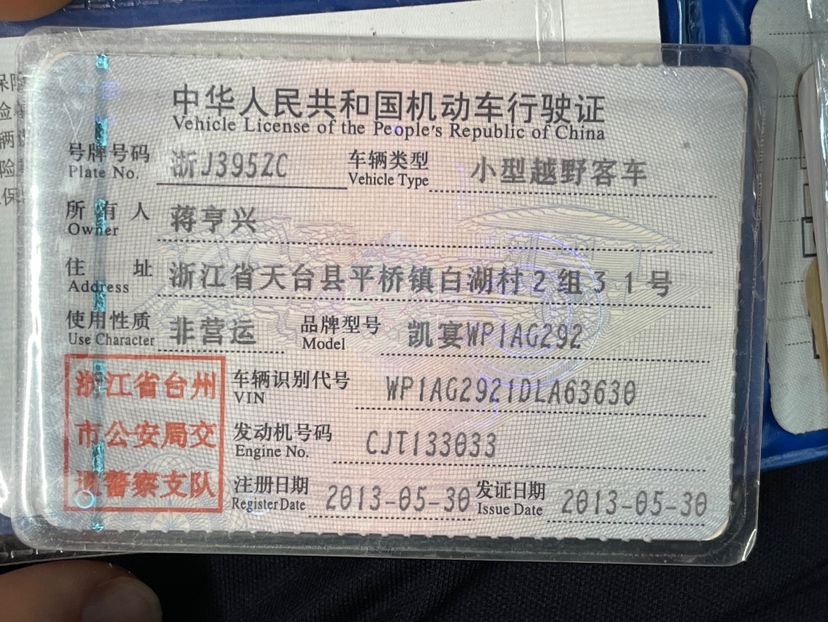 中华人民共和国机动车行驶证
Vehicle License of the People's Republic of China
号牌号码 浙J395ZC 车辆类型 小型越野客车
Plate No. Vehicle Type
所有人 蒋亨兴
Owner
住址 浙江省天台县平桥镇白湖村2组31号
Address
使用性质 非营运 品牌型号 凯宴WP1AG292
Use Character Model
浙江省台州
市公安局交
通警察支队
车辆识别代号 WP1AG2921DLA63630
VIN
发动机号码 CJT133033
Engine No.
注册日期 2013-05-30 发证日期 2013-05-30
Register Date Issue Date